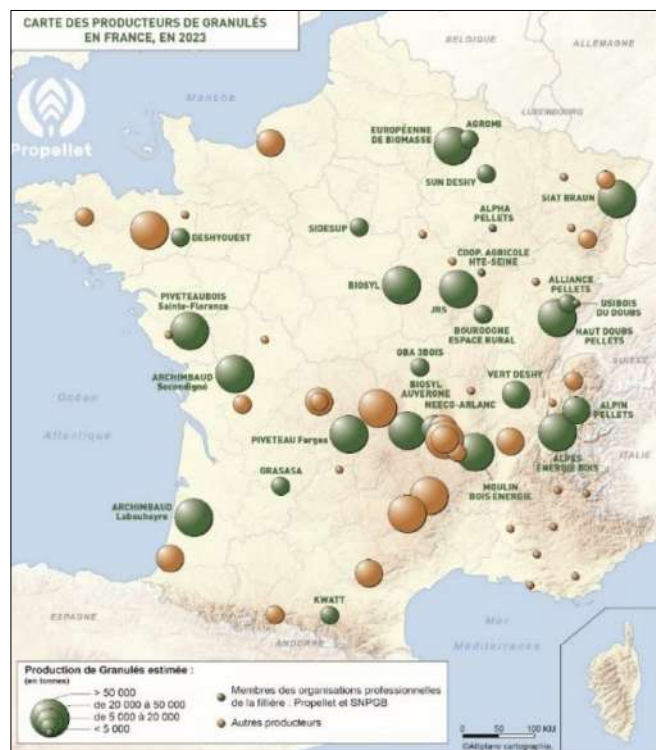 CARTE DES PRODUCTEURS DE GRANULÉS
EN FRANCE, EN 2023
BELGIQUE
ALLEMAGNE
LUXEMBOURG
Manche
Propellet
AGROMI
EUROPÉENNE
DE BIOMASSE
SUN DESHY
SIAT BRAUN
ALPHA
PELLETS
SIDESUP
DESHYOUEST
COOP. AGRICOLE
HTE-SEINE
BIOSYL
JRS
ALLIANCE
PELLETS
USIBOIS
DU DOUBS
HAUT DOUBS
PELLETS
PIVETEAUBOIS
Sainte-Florence
BOURGOGNE
ESPACE RURAL
SUISSE
OBA 3BOIS
ARCHIMBAUD
Secondigné
BIOSYL
AUVERGNE
VERT DESHY
NEECO-ARLANC
Océan
Atlantique
ALPIN
PELLETS
PIVETEAU Farges
ITALIE
ALPES
ÉNERGIE BOIS
MOULIN
BOIS ÉNERGIE
GRASASA
ARCHIMBAUD
Labouheyre
KWATT
Mer
Méditerranée
ESPAGNE
ANDORRE
Production de Granulés estimée :
(en tonnes)
> 50 000
de 20 000 à 50 000
de 5 000 à 20 000
< 5 000
Membres des organisations professionnelles
de la fillière : Propellet et SNPGB
Autres producteurs
0 50 100 KM
©AFDEC cartographie.